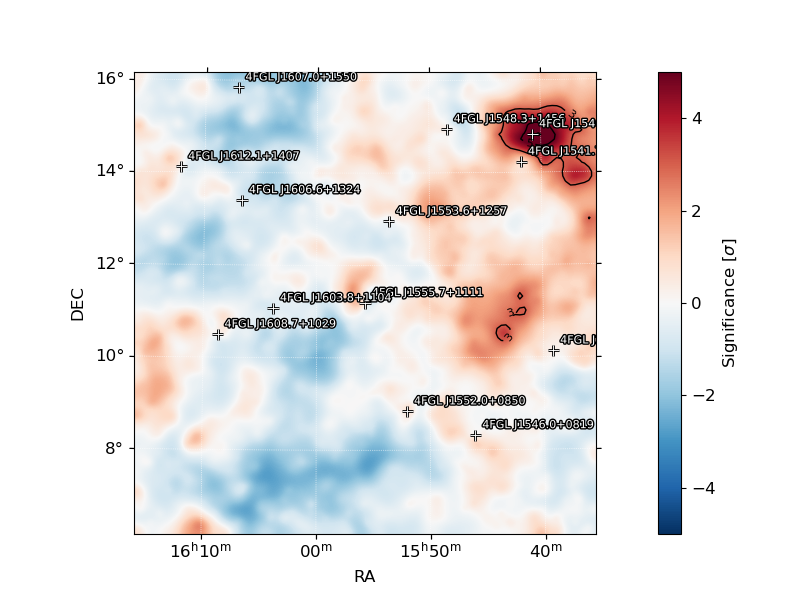 16°
14°
12°
10°
8°
DEC
16ʰ10ᵐ
00ᵐ
15ʰ50ᵐ
40ᵐ
RA
4FGL J1607.0+1550
4FGL J1548.3+1456
4FGL J154
4FGL J1541.
4FGL J1612.1+1407
4FGL J1606.6+1324
4FGL J1553.6+1257
4FGL J1603.8+1104
4FGL J1555.7+1111
4FGL J1608.7+1029
4FGL J
4FGL J1552.0+0850
4FGL J1546.0+0819
3
3
4
2
0
−2
−4
Significance [σ]